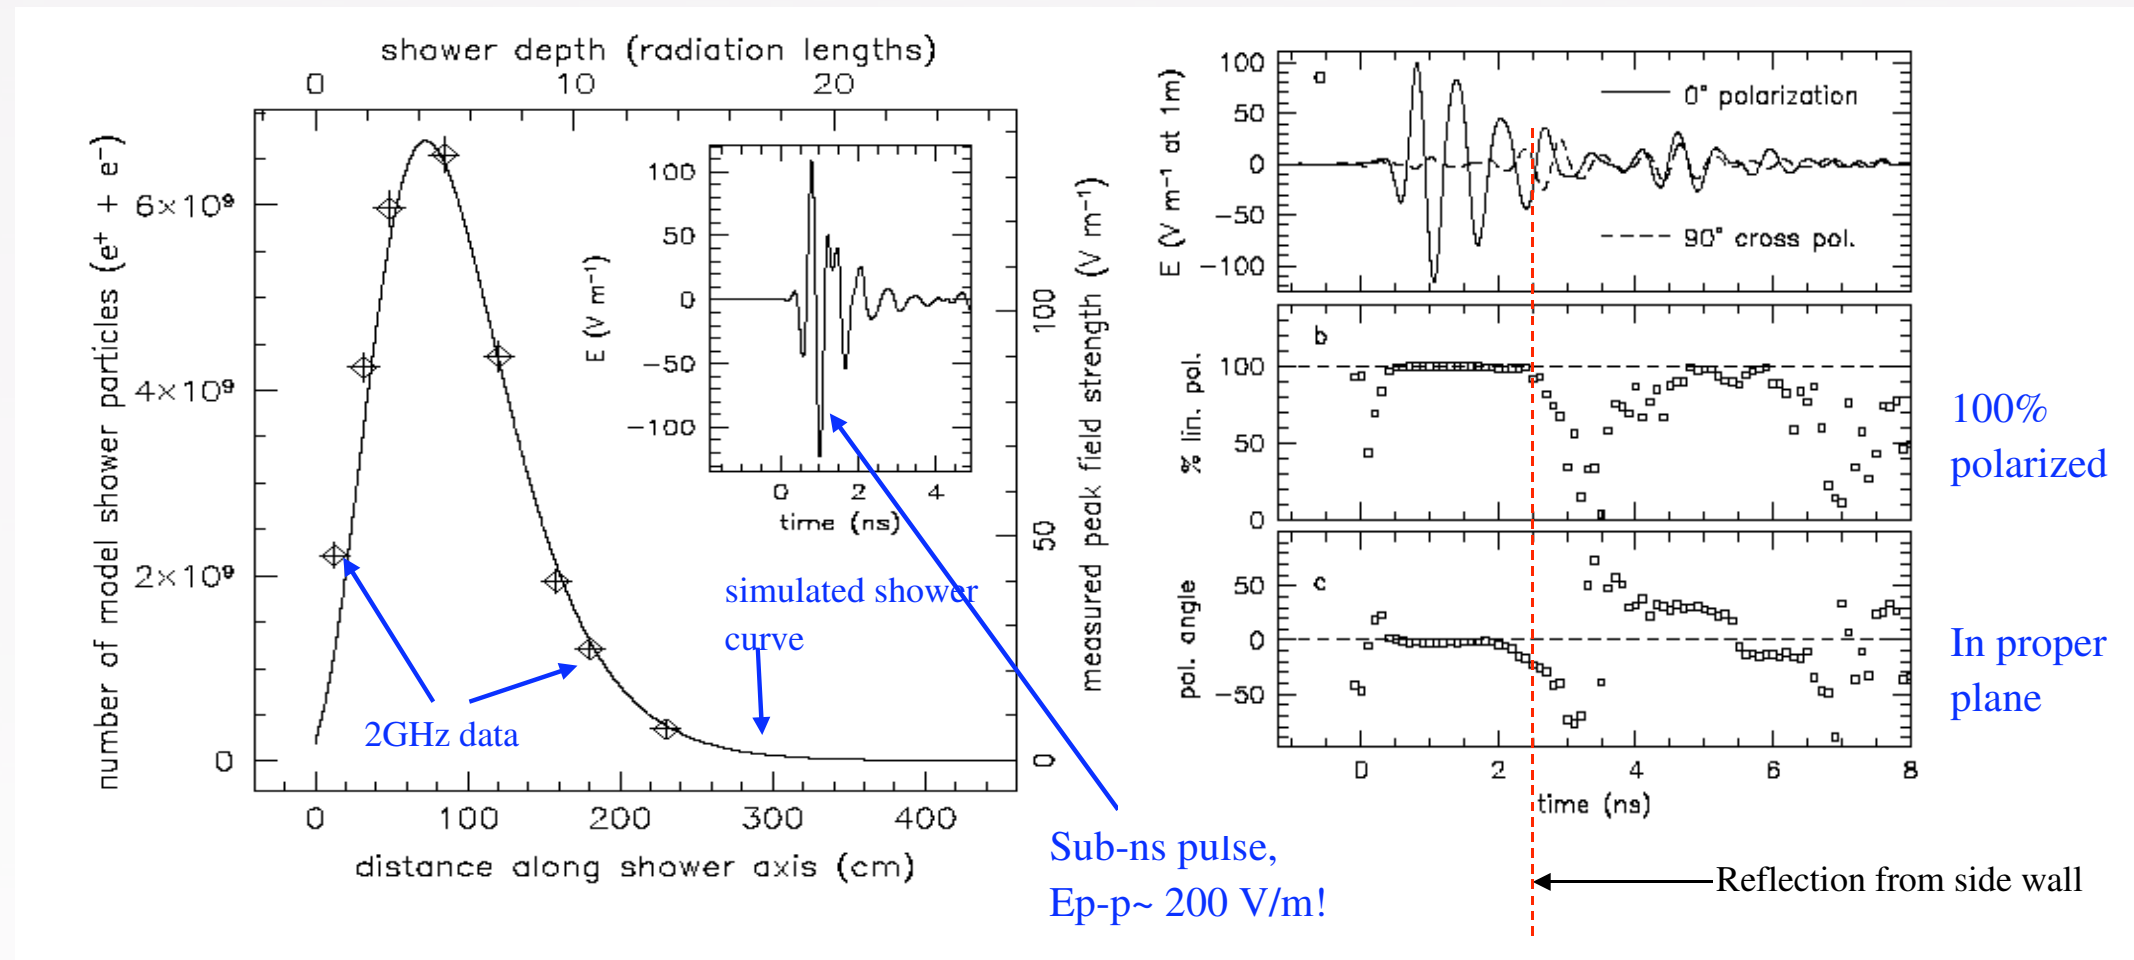 shower depth (radiation lengths)
0 10 20
number of model shower particles (e⁺ + e⁻)
6×10⁹
4×10⁹
2×10⁹
0
0 100 200 300 400
distance along shower axis (cm)
measured peak field strength (V m⁻¹)
100
50
0
E (V m⁻¹)
100
50
0
−50
−100
0 2 4
time (ns)
simulated shower
curve
2GHz data
Sub-ns pulse,
Ep-p~ 200 V/m!
E (V m⁻¹ at 1m)
100
50
0
−50
−100
a
0° polarization
90° cross pol.
% lin. pol.
100
50
0
b
100%
polarized
pol. angle
50
0
−50
c
In proper
plane
0 2 4 6 8
time (ns)
Reflection from side wall